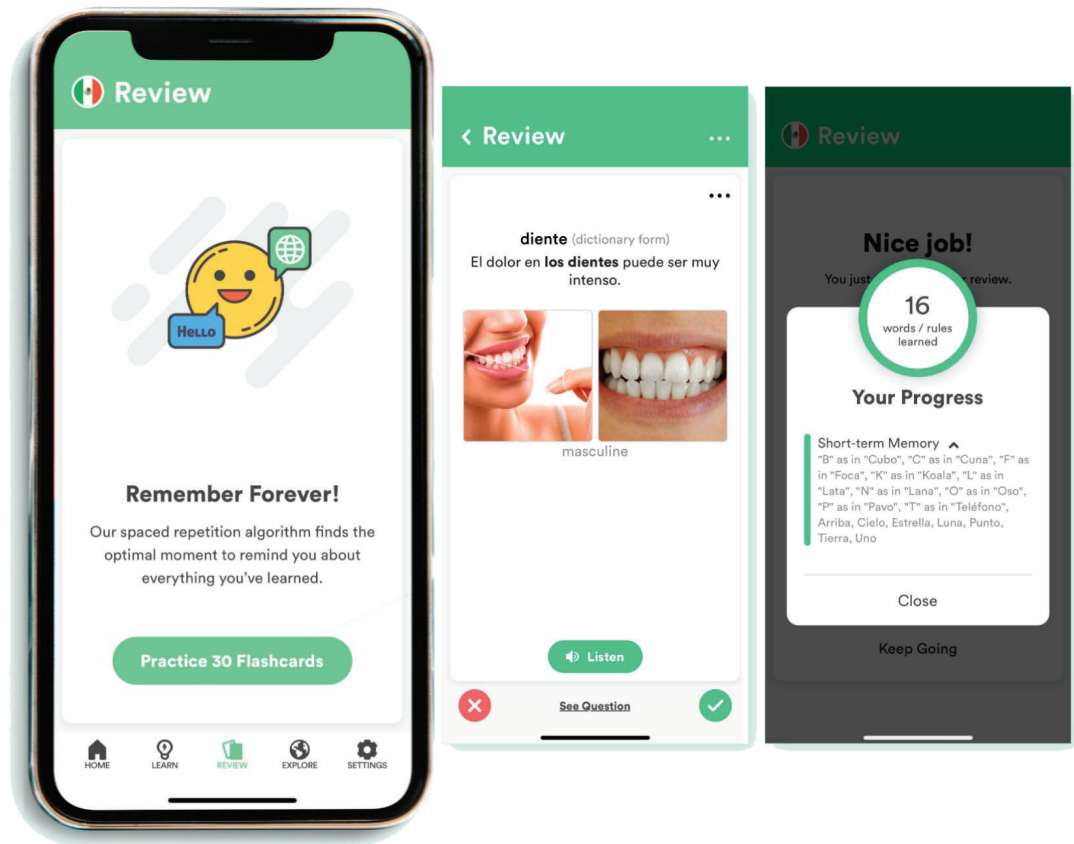 Review
Hello
Remember Forever!
Our spaced repetition algorithm finds the
optimal moment to remind you about
everything you've learned.
Practice 30 Flashcards
HOME
LEARN
REVIEW
EXPLORE
SETTINGS
< Review
...
...
diente (dictionary form)
El dolor en los dientes puede ser muy
intenso.
masculine
Listen
See Question
Review
Nice job!
You just review.
16
words / rules
learned
Your Progress
Short-term Memory
"B" as in "Cubo", "C" as in "Cuna", "F" as
in "Foca", "K" as in "Koala", "L" as in
"Lata", "N" as in "Lana", "O" as in "Oso",
"P" as in "Pavo", "T" as in "Teléfono",
Arriba, Cielo, Estrella, Luna, Punto,
Tierra, Uno
Close
Keep Going